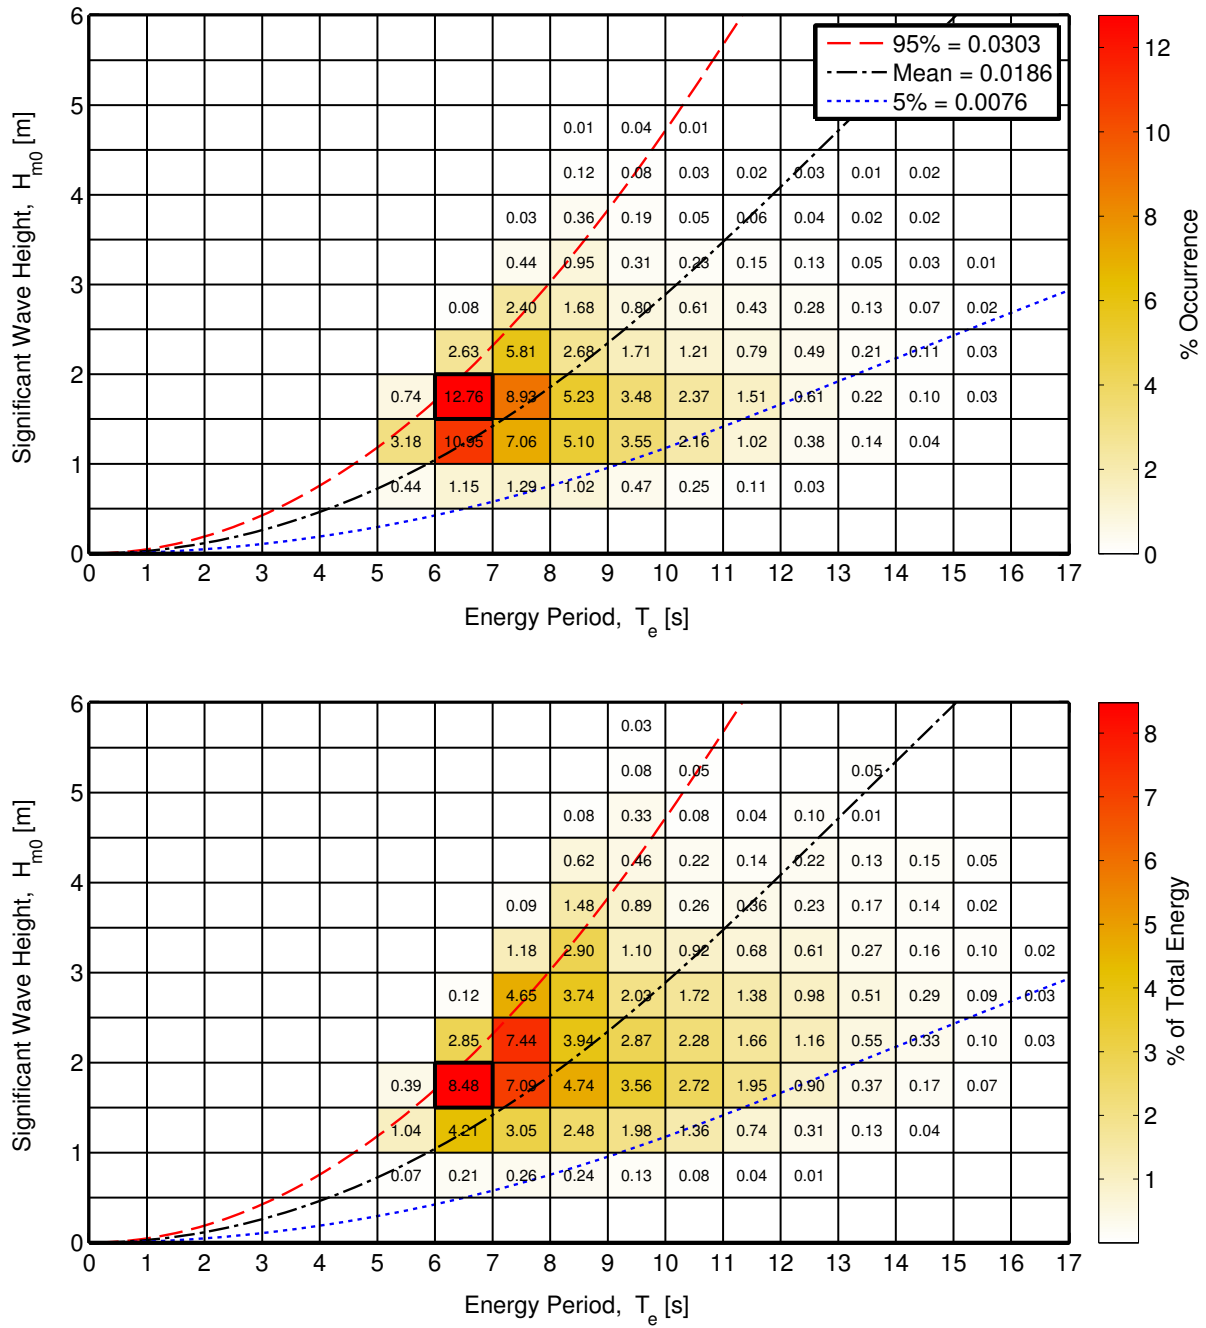 6
5
4
3
2
1
0
Significant Wave Height, H_m0 [m]
95% = 0.0303
Mean = 0.0186
5% = 0.0076
0.01 0.04 0.01
0.12 0.08 0.03 0.02 0.03 0.01 0.02
0.03 0.36 0.19 0.05 0.06 0.04 0.02 0.02
0.44 0.95 0.31 0.23 0.15 0.13 0.05 0.03 0.01
0.08 2.40 1.68 0.80 0.61 0.43 0.28 0.13 0.07 0.02
2.63 5.81 2.68 1.71 1.21 0.79 0.49 0.21 0.11 0.03
0.74 12.76 8.93 5.23 3.48 2.37 1.51 0.61 0.22 0.10 0.03
3.18 10.95 7.06 5.10 3.55 2.16 1.02 0.38 0.14 0.04
0.44 1.15 1.29 1.02 0.47 0.25 0.11 0.03
0 1 2 3 4 5 6 7 8 9 10 11 12 13 14 15 16 17
Energy Period, T_e [s]
12
10
8
6
4
2
0
% Occurrence
6
5
4
3
2
1
0
Significant Wave Height, H_m0 [m]
0.03
0.08 0.05 0.05
0.08 0.33 0.08 0.04 0.10 0.01
0.62 0.46 0.22 0.14 0.22 0.13 0.15 0.05
0.09 1.48 0.89 0.26 0.36 0.23 0.17 0.14 0.02
1.18 2.90 1.10 0.92 0.68 0.61 0.27 0.16 0.10 0.02
0.12 4.65 3.74 2.03 1.72 1.38 0.98 0.51 0.29 0.09 0.03
2.85 7.44 3.94 2.87 2.28 1.66 1.16 0.55 0.33 0.10 0.03
0.39 8.48 7.09 4.74 3.56 2.72 1.95 0.90 0.37 0.17 0.07
1.04 4.21 3.05 2.48 1.98 1.36 0.74 0.31 0.13 0.04
0.07 0.21 0.26 0.24 0.13 0.08 0.04 0.01
0 1 2 3 4 5 6 7 8 9 10 11 12 13 14 15 16 17
Energy Period, T_e [s]
8
7
6
5
4
3
2
1
% of Total Energy